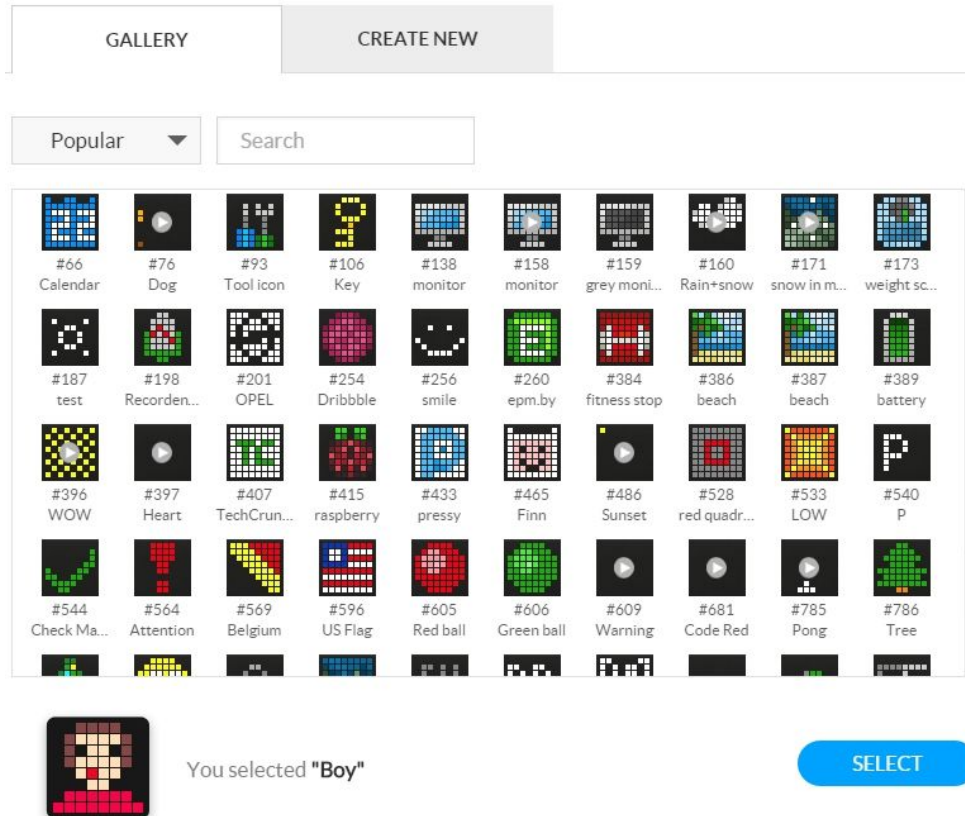 GALLERY CREATE NEW
Popular Search
#66 #76 #93 #106 #138 #158 #159 #160 #171 #173
Calendar Dog Tool icon Key monitor monitor grey moni... Rain+snow snow in m... weight sc...
#187 #198 #201 #254 #256 #260 #384 #386 #387 #389
test Recorden... OPEL Dribbble smile epm.by fitness stop beach beach battery
#396 #397 #407 #415 #433 #465 #486 #528 #533 #540
WOW Heart TechCrun... raspberry pressy Finn Sunset red quadr... LOW P
#544 #564 #569 #596 #605 #606 #609 #681 #785 #786
Check Ma... Attention Belgium US Flag Red ball Green ball Warning Code Red Pong Tree
You selected "Boy" SELECT